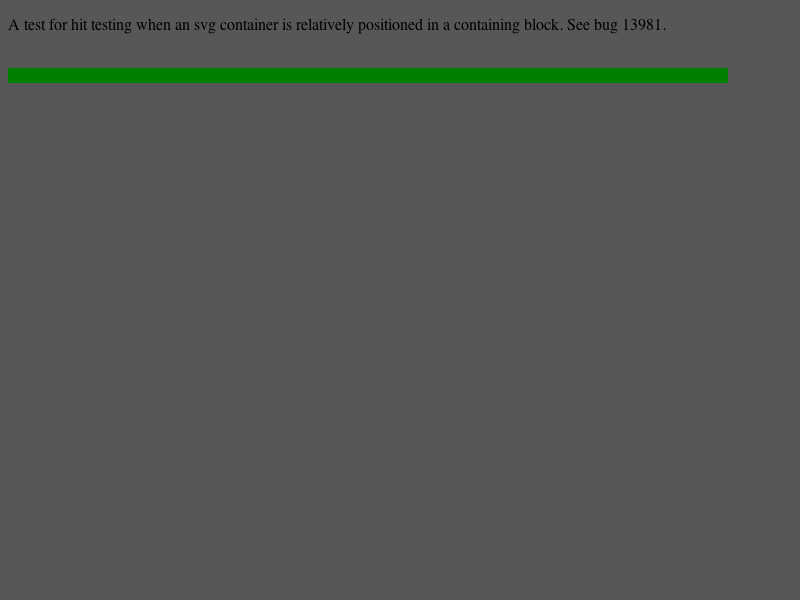 A test for hit testing when an svg container is relatively positioned in a containing block. See bug 13981.